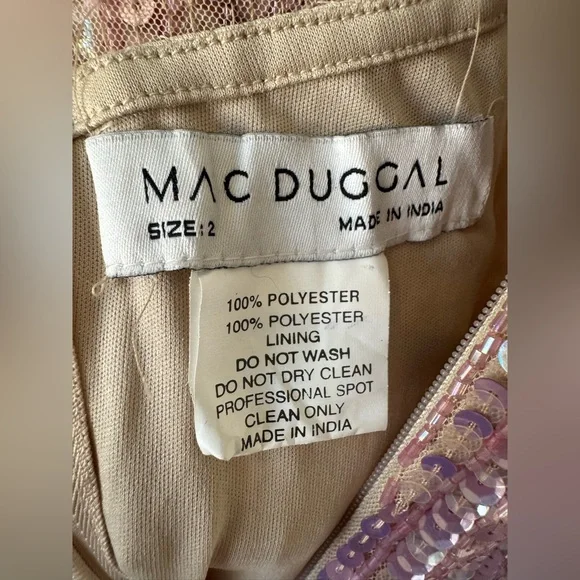 MAC DUGGAL
SIZE: 2 MADE IN INDIA
100% POLYESTER
100% POLYESTER
LINING
DO NOT WASH
DO NOT DRY CLEAN
PROFESSIONAL SPOT
CLEAN ONLY
MADE IN INDIA